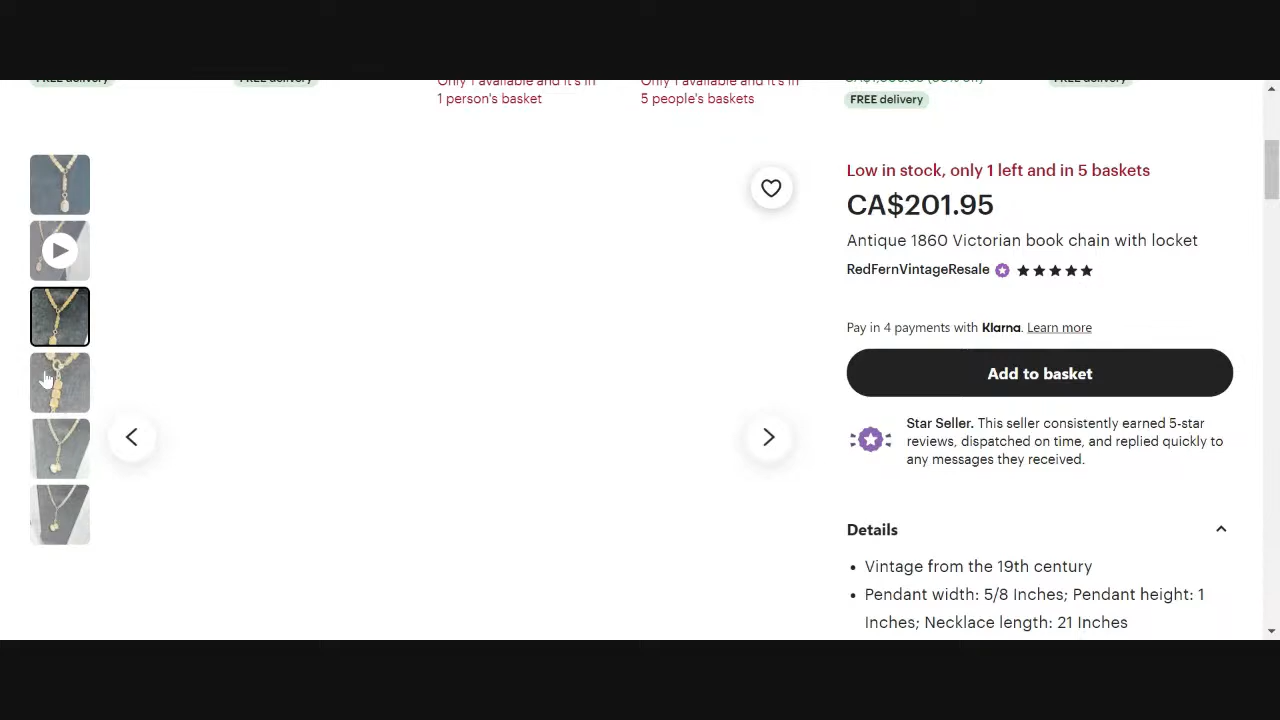 FREE delivery
FREE delivery
Only 1 available and it's in
1 person's basket
Only 1 available and it's in
5 people's baskets
FREE delivery
FREE delivery
Low in stock, only 1 left and in 5 baskets
CA$201.95
Antique 1860 Victorian book chain with locket
RedFernVintageResale
Pay in 4 payments with Klarna. Learn more
Add to basket
Star Seller. This seller consistently earned 5-star
reviews, dispatched on time, and replied quickly to
any messages they received.
Details
• Vintage from the 19th century
• Pendant width: 5/8 Inches; Pendant height: 1
Inches; Necklace length: 21 Inches